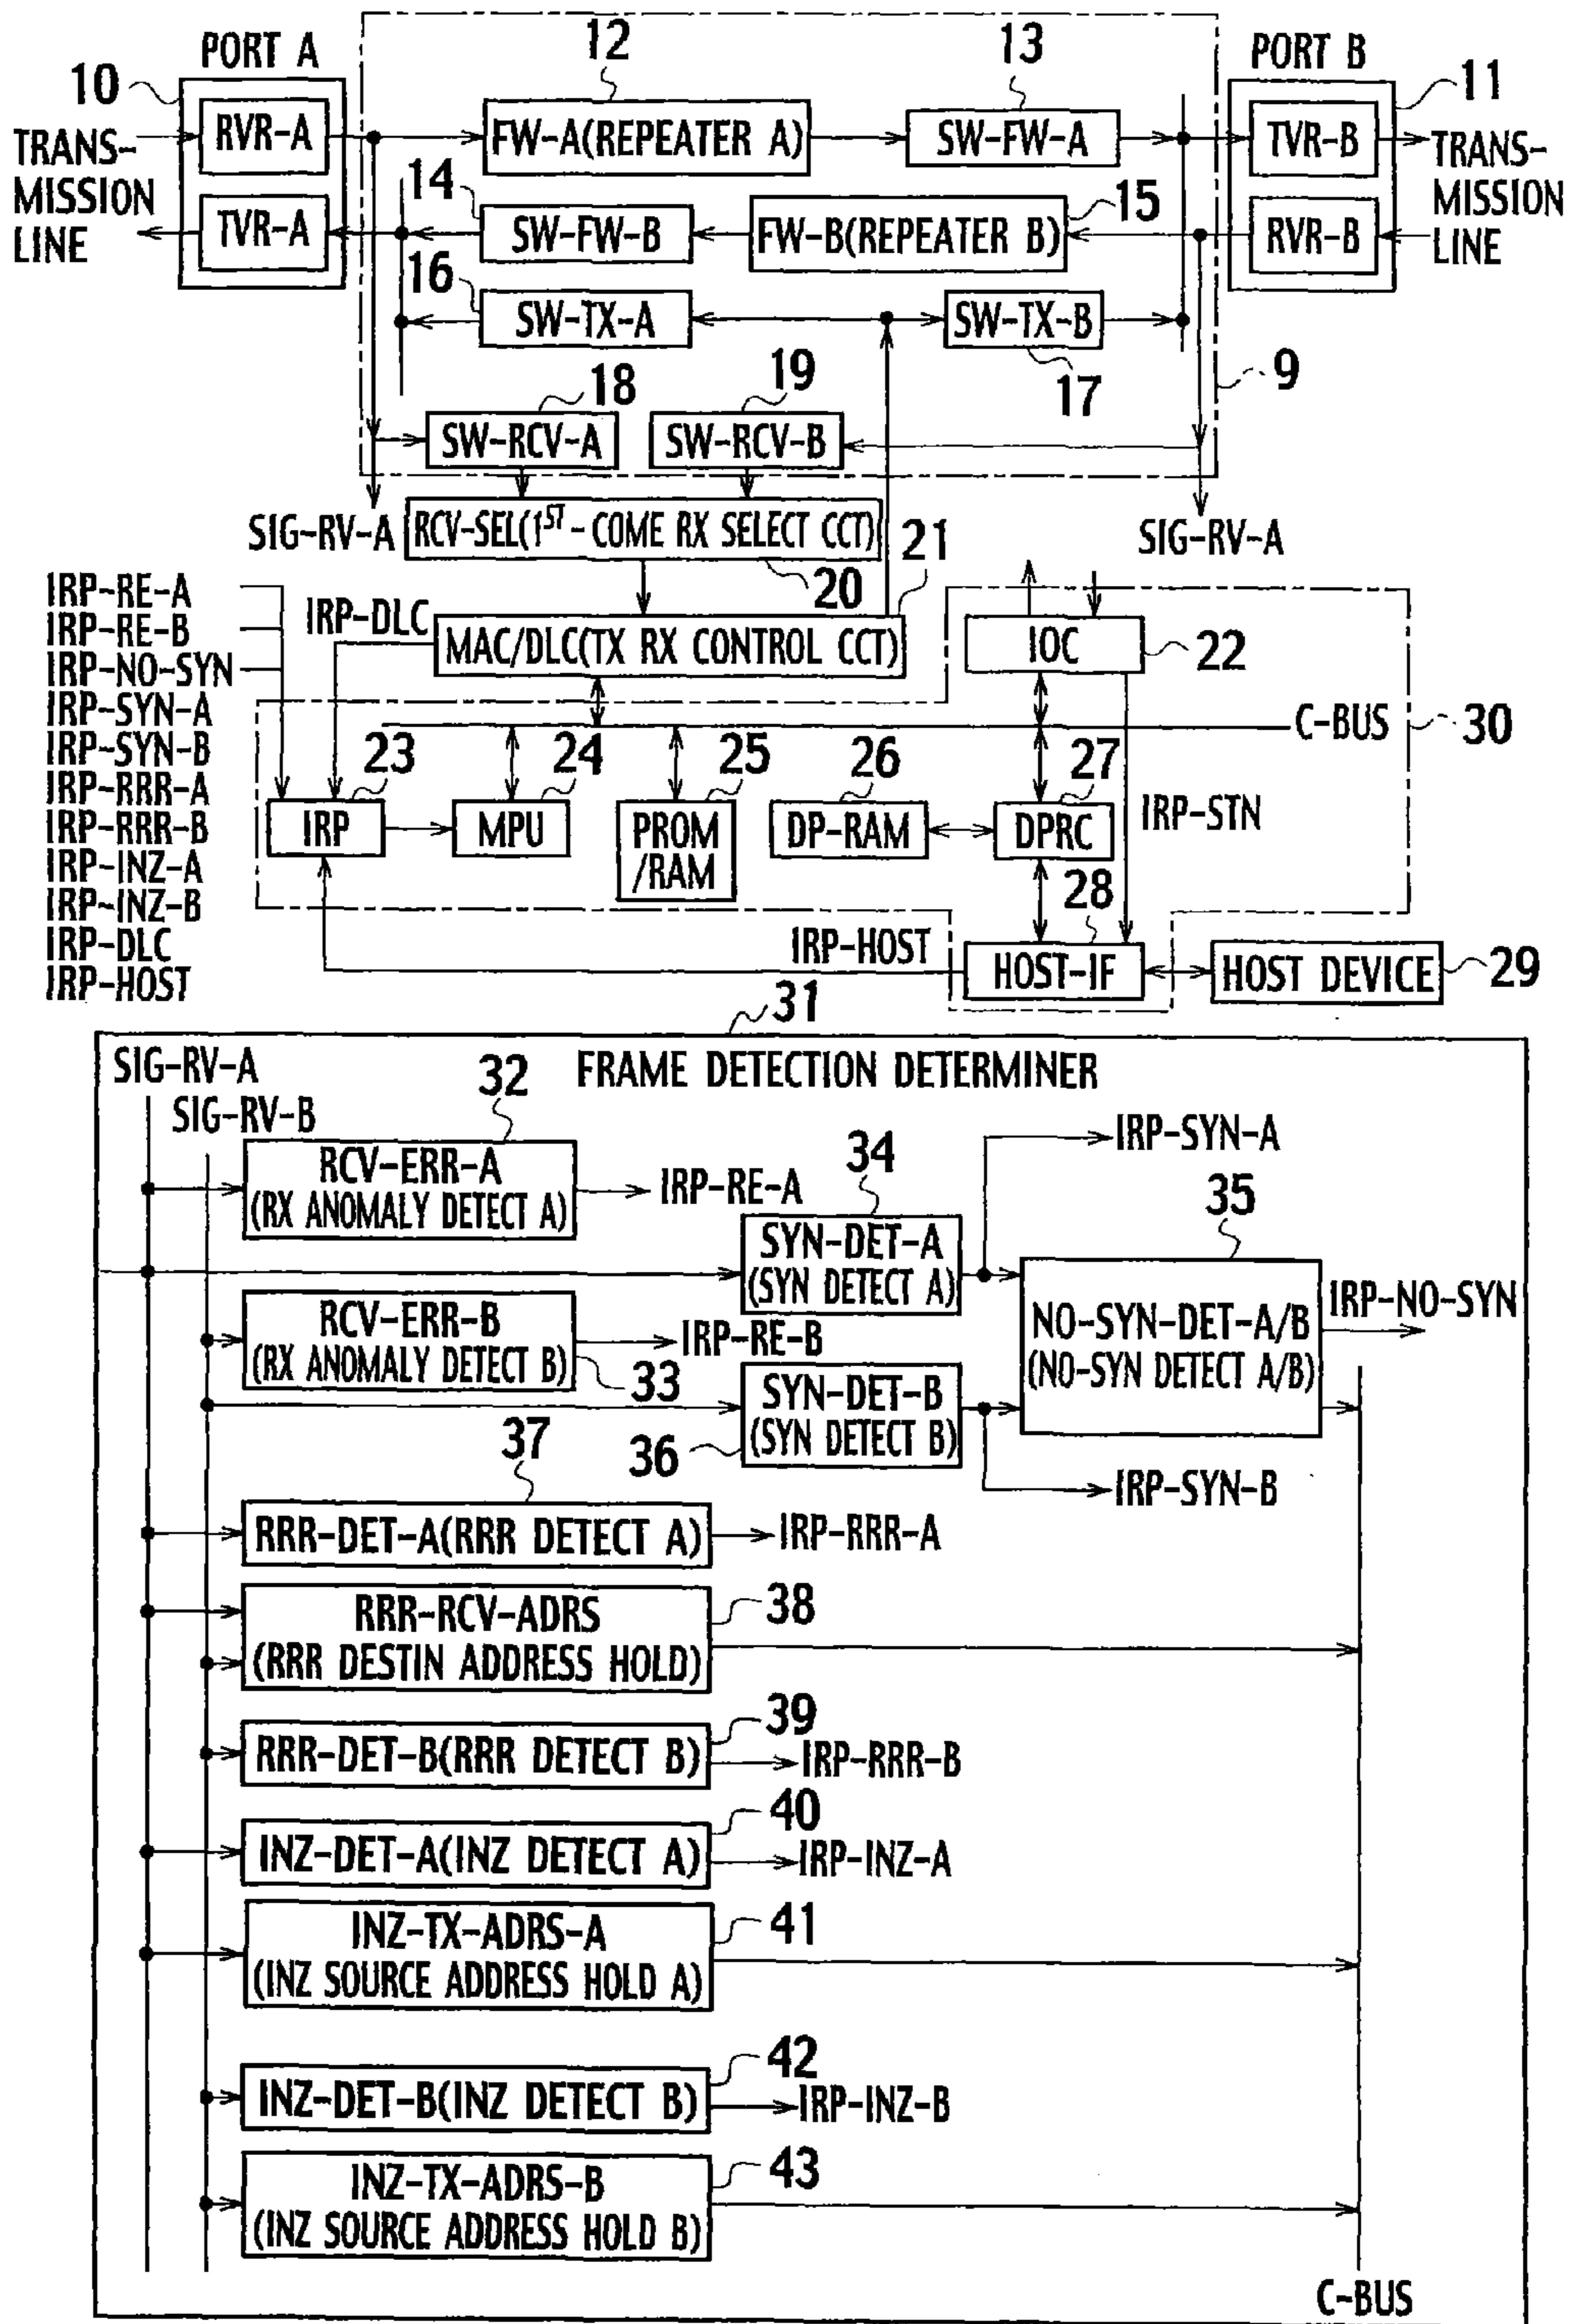 PORT A
12
13
PORT B
10
11
RVR-A
FW-A(REPEATER A)
SW-FW-A
TVR-B
TRANS-
MISSION
LINE
TRANS-
MISSION
LINE
14
15
TVR-A
SW-FW-B
FW-B(REPEATER B)
RVR-B
16
SW-TX-A
SW-TX-B
17
9
18
19
SW-RCV-A
SW-RCV-B
SIG-RV-A
RCV-SEL(1ST-COME RX SELECT CCT)
20
21
SIG-RV-A
IRP-RE-A
IRP-RE-B
IRP-NO-SYN
IRP-SYN-A
IRP-SYN-B
IRP-RRR-A
IRP-RRR-B
IRP-INZ-A
IRP-INZ-B
IRP-DLC
IRP-HOST
IRP-DLC
MAC/DLC(TX RX CONTROL CCT)
IOC
22
C-BUS
30
23
24
25
26
27
IRP
MPU
PROM
/RAM
DP-RAM
DPRC
IRP-STN
28
IRP-HOST
HOST-IF
HOST DEVICE
29
31
SIG-RV-A
FRAME DETECTION DETERMINER
SIG-RV-B
32
RCV-ERR-A
(RX ANOMALY DETECT A)
IRP-RE-A
34
IRP-SYN-A
35
SYN-DET-A
(SYN DETECT A)
RCV-ERR-B
(RX ANOMALY DETECT B)
33
IRP-RE-B
NO-SYN-DET-A/B
(NO-SYN DETECT A/B)
IRP-NO-SYN
SYN-DET-B
(SYN DETECT B)
36
IRP-SYN-B
37
RRR-DET-A(RRR DETECT A)
IRP-RRR-A
RRR-RCV-ADRS
(RRR DESTIN ADDRESS HOLD)
38
39
RRR-DET-B(RRR DETECT B)
IRP-RRR-B
40
INZ-DET-A(INZ DETECT A)
IRP-INZ-A
INZ-TX-ADRS-A
(INZ SOURCE ADDRESS HOLD A)
41
42
INZ-DET-B(INZ DETECT B)
IRP-INZ-B
INZ-TX-ADRS-B
(INZ SOURCE ADDRESS HOLD B)
43
C-BUS